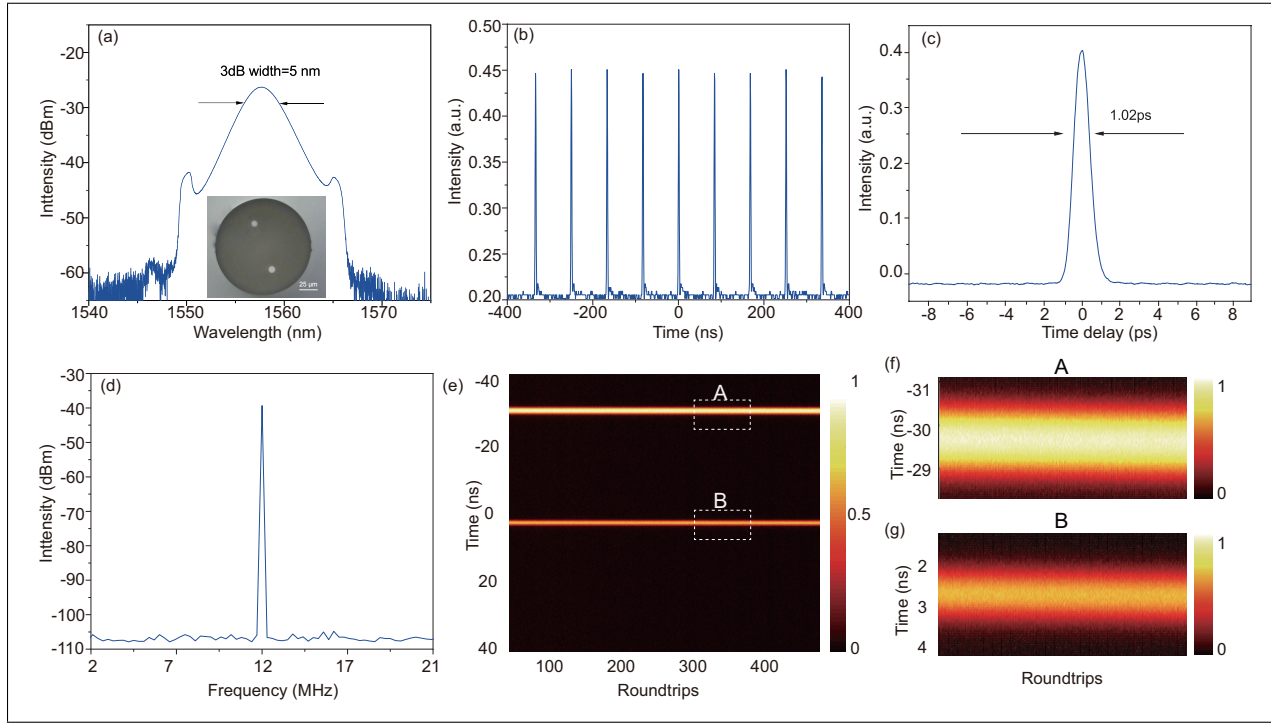 (a)
3dB width=5 nm
Inttensity (dBm)
-20
-30
-40
-50
-60
25 μm
1540
1550
1560
1570
Wavelength (nm)
(b)
Intensity (a.u.)
0.50
0.45
0.40
0.35
0.30
0.25
0.20
-400
-200
0
200
400
Time (ns)
(c)
1.02ps
Intensity (a.u.)
0.4
0.3
0.2
0.1
0.0
-8
-6
-4
-2
0
2
4
6
8
Time delay (ps)
(d)
Intensity (dBm)
-30
-40
-50
-60
-70
-80
-90
-100
-110
2
7
12
17
21
Frequency (MHz)
(e)
A
B
Time (ns)
-40
-20
0
20
40
100
200
300
400
Roundtrips
1
0.5
0
(f)
A
Time (ns)
-31
-30
-29
1
0
(g)
B
Time (ns)
2
3
4
1
0
Roundtrips